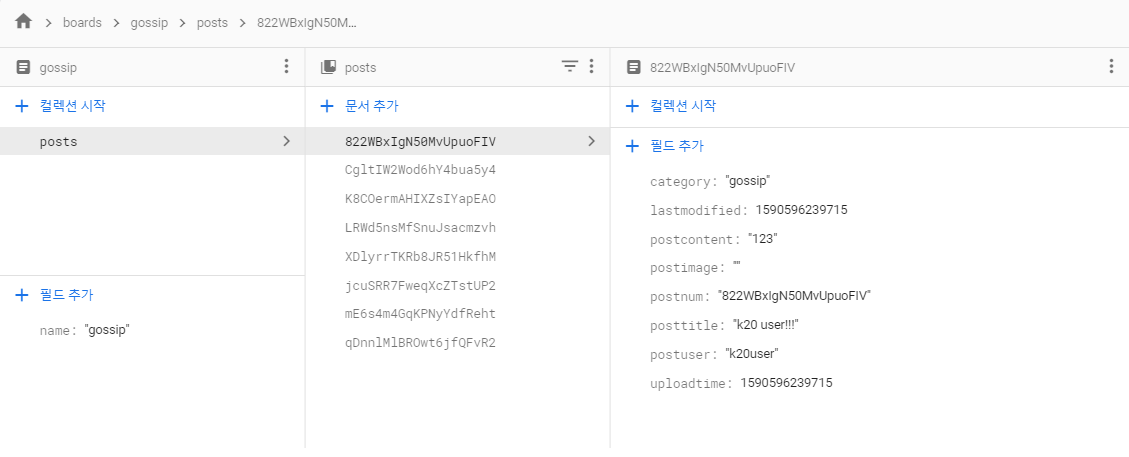 boards > gossip > posts > 822WBxIgN50M...
gossip
컬렉션 시작
posts
필드 추가
name: "gossip"
posts
문서 추가
822WBxIgN50MvUpuoFIV
CgltIW2Wod6hY4bua5y4
K8COermAHIXZsIYapEAO
LRWd5nsMfSnuJsacmzvh
XDlyrrTKRb8JR51HkfhM
jcuSRR7FweqXcZTstUP2
mE6s4m4GqKPNyYdfReht
qDnnlMlBROwt6jfQFvR2
822WBxIgN50MvUpuoFIV
컬렉션 시작
필드 추가
category: "gossip"
lastmodified: 1590596239715
postcontent: "123"
postimage: ""
postnum: "822WBxIgN50MvUpuoFIV"
posttitle: "k20 user!!!"
postuser: "k20user"
uploadtime: 1590596239715